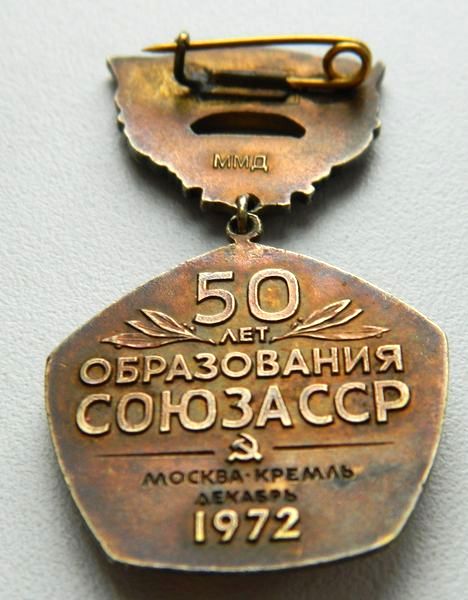 ММД
50
ЛЕТ
ОБРАЗОВАНИЯ
СОЮЗА ССР
МОСКВА·КРЕМЛЬ
ДЕКАБРЬ
1972